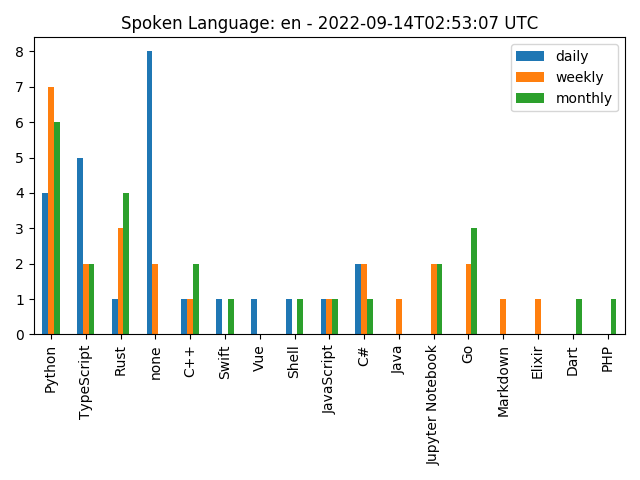 Spoken Language: en - 2022-09-14T02:53:07 UTC
daily
weekly
monthly
8
7
6
5
4
3
2
1
0
Python
TypeScript
Rust
none
C++
Swift
Vue
Shell
JavaScript
C#
Java
Jupyter Notebook
Go
Markdown
Elixir
Dart
PHP